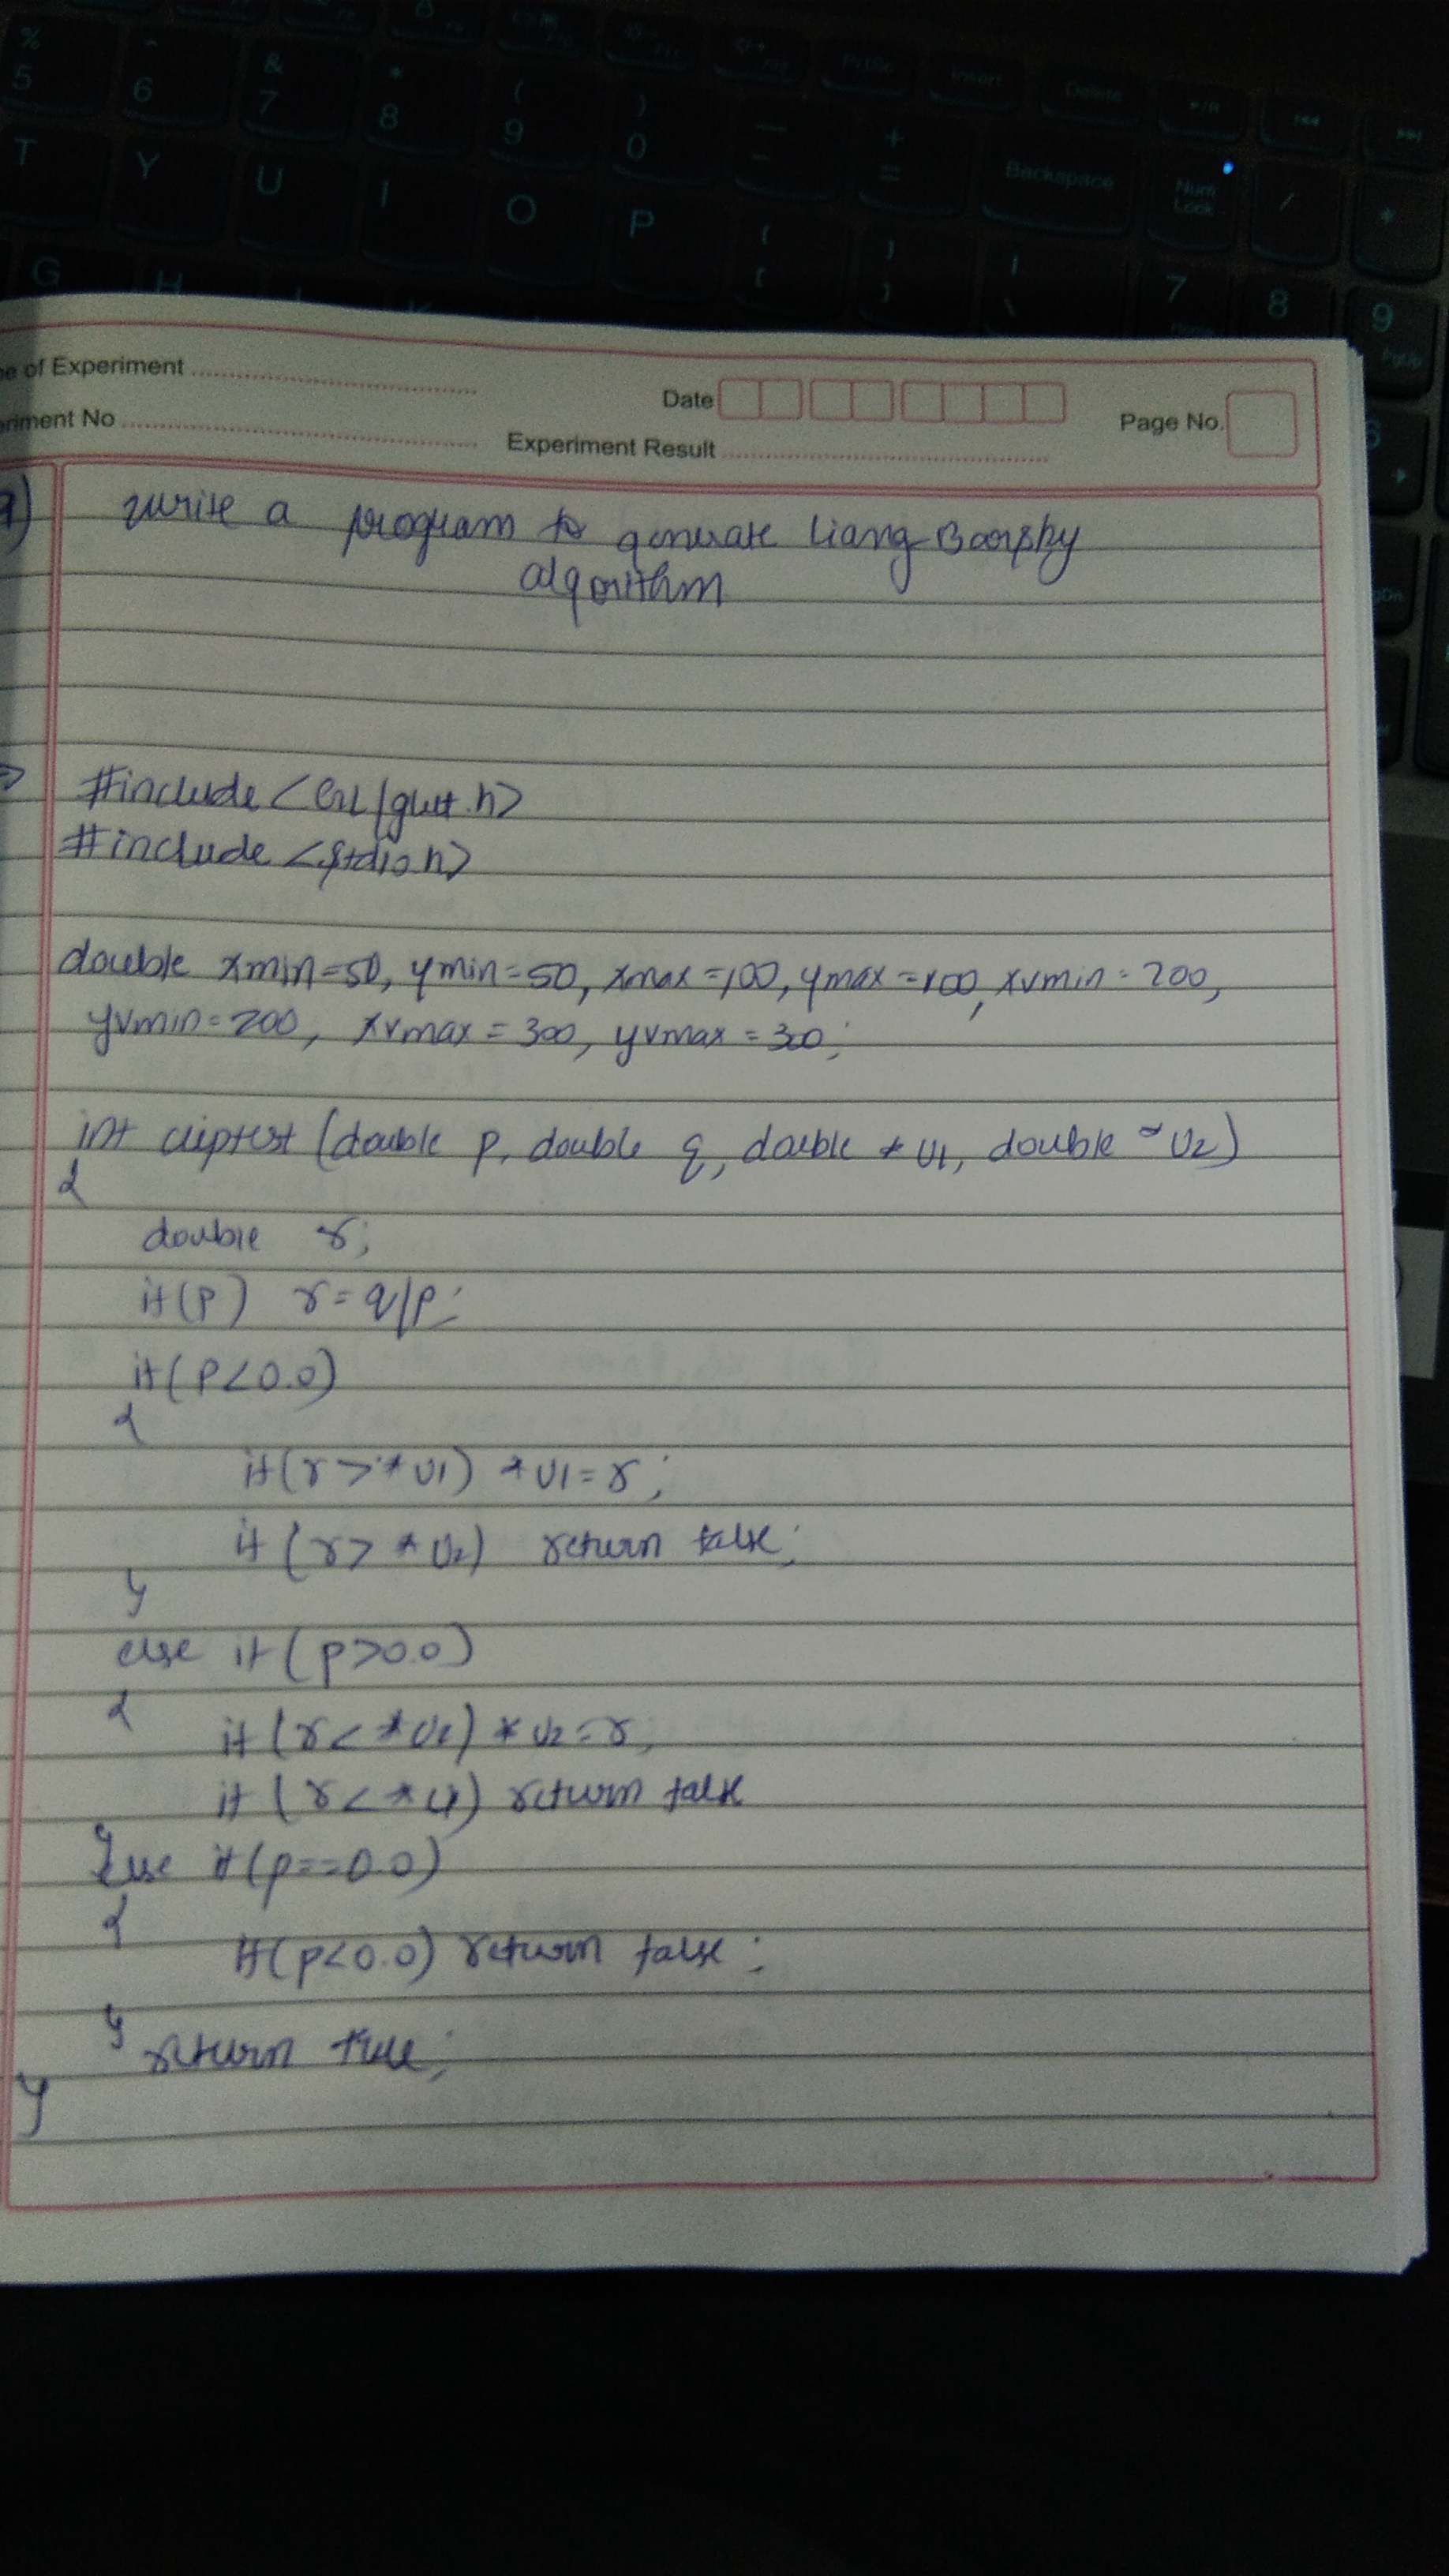 %
5
6
&
7
*
8
(
9
)
0
+
=
Backspace
PrtSc
Insert
Delete
Num
Lock
/
*
T
Y
U
I
O
P
{
[
}
]
|
\
7
8
9
G
H
K
e of Experiment
Date
Page No.
eriment No
Experiment Result
write a program to generate Liang Barsky
algorithm
⇒
#include <GL/glut.h>
#include <stdio.h>
double xmin=50, ymin=50, xmax=100, ymax=100, xvmin=200,
yvmin=200, xvmax=300, yvmax=300;
int cliptest (double p, double q, double *u1, double *u2)
{
double r;
if(p) r=q/p;
if(p<0.0)
{
if(r>*u1) *u1=r;
if(r>*u2) return false;
}
else if(p>0.0)
{
if(r<*u2) *u2=r;
if(r<*u1) return false
}
else if(p==0.0)
{
if(p<0.0) return false;
}
return true;
}